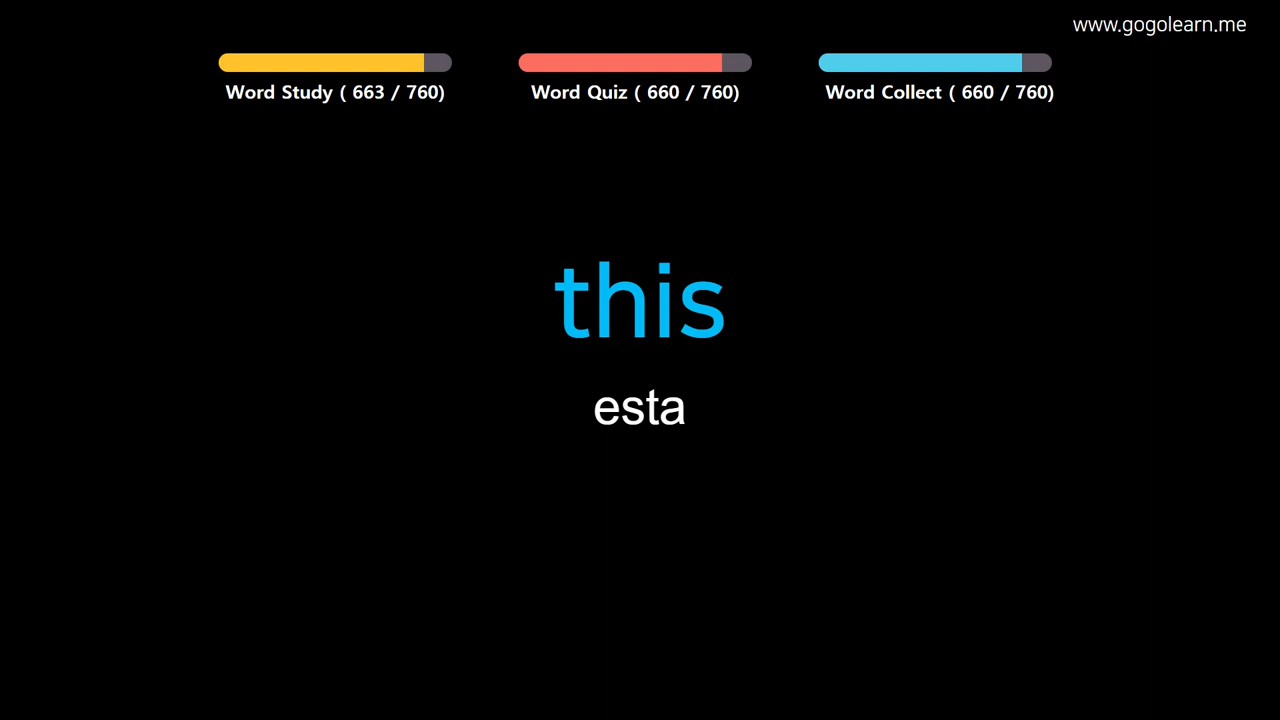 www.gogolearn.me
Word Study ( 663 / 760)
Word Quiz ( 660 / 760)
Word Collect ( 660 / 760)
this
esta